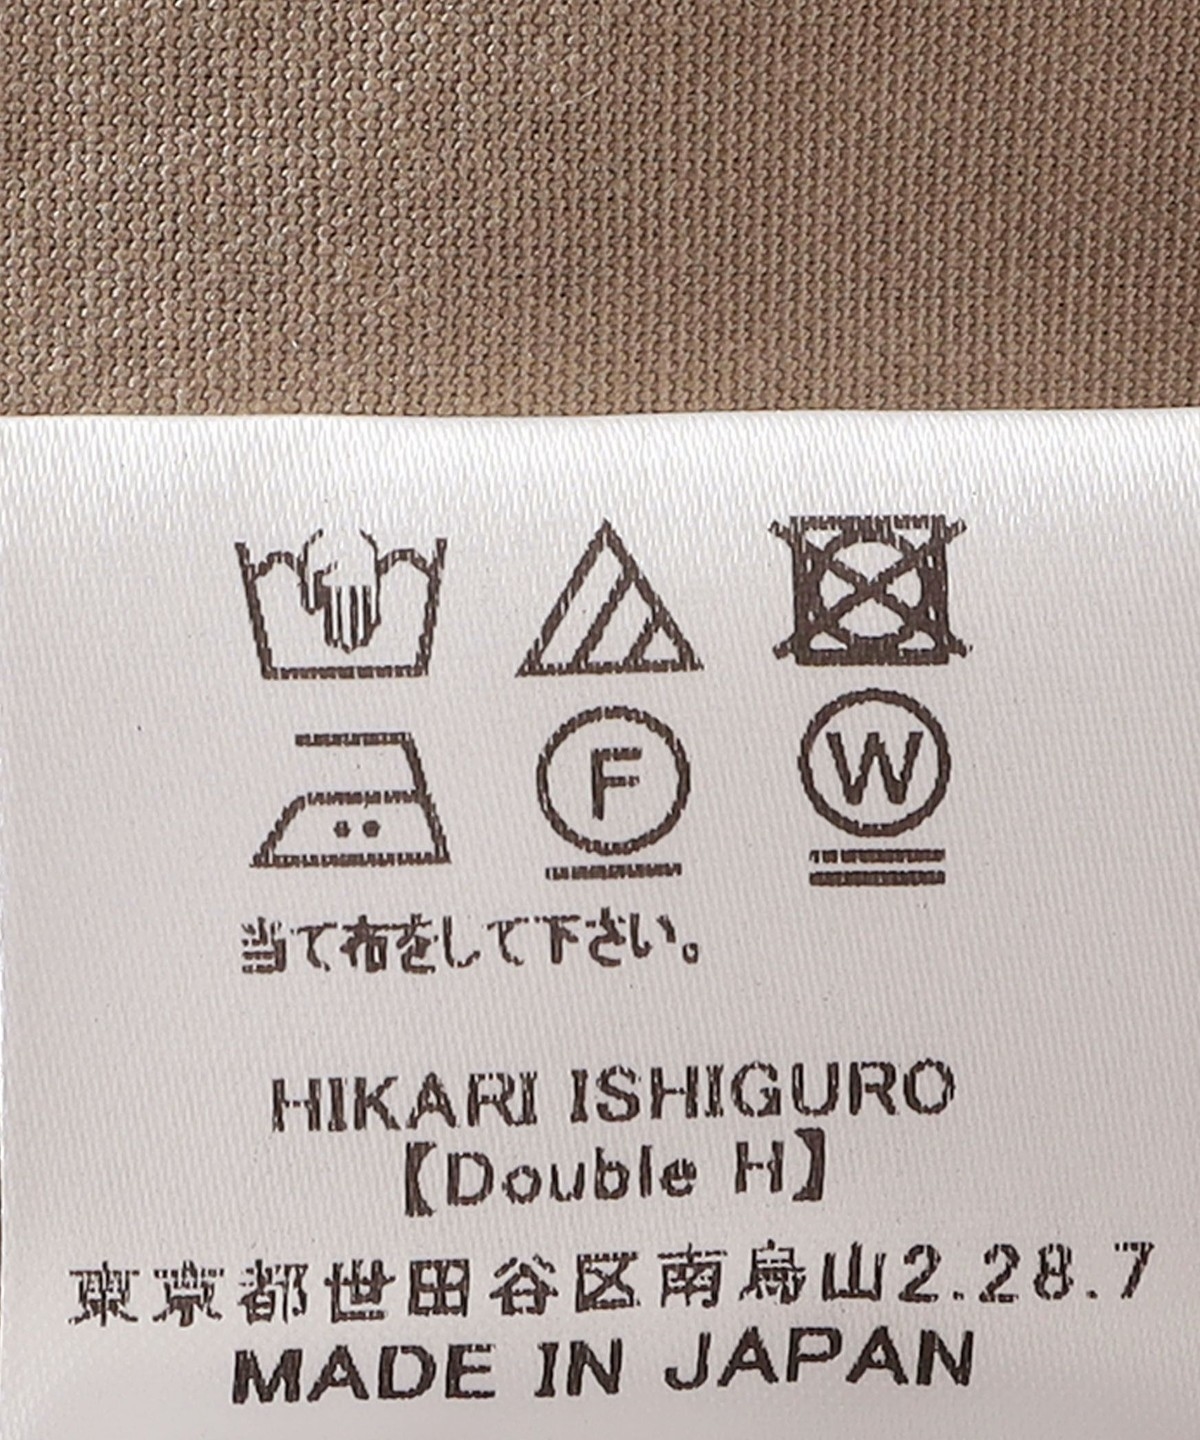 F W
当て布をして下さい。
HIKARI ISHIGURO
【Double H】
東京都世田谷区南烏山2.28.7
MADE IN JAPAN